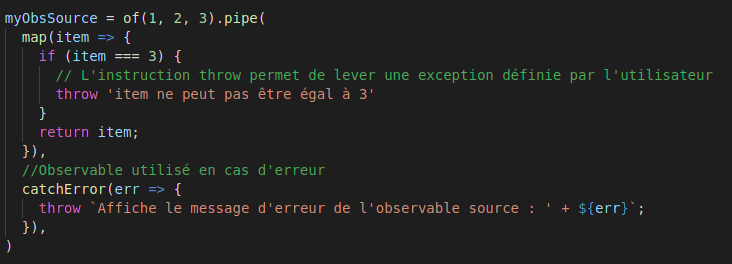 myObsSource = of(1, 2, 3).pipe(
  map(item => {
    if (item === 3) {
      // L'instruction throw permet de lever une exception définie par l'utilisateur
      throw 'item ne peut pas être égal à 3'
    }
    return item;
  }),
  //Observable utilisé en cas d'erreur
  catchError(err => {
    throw `Affiche le message d'erreur de l'observable source : ' + ${err}`;
  }),
)